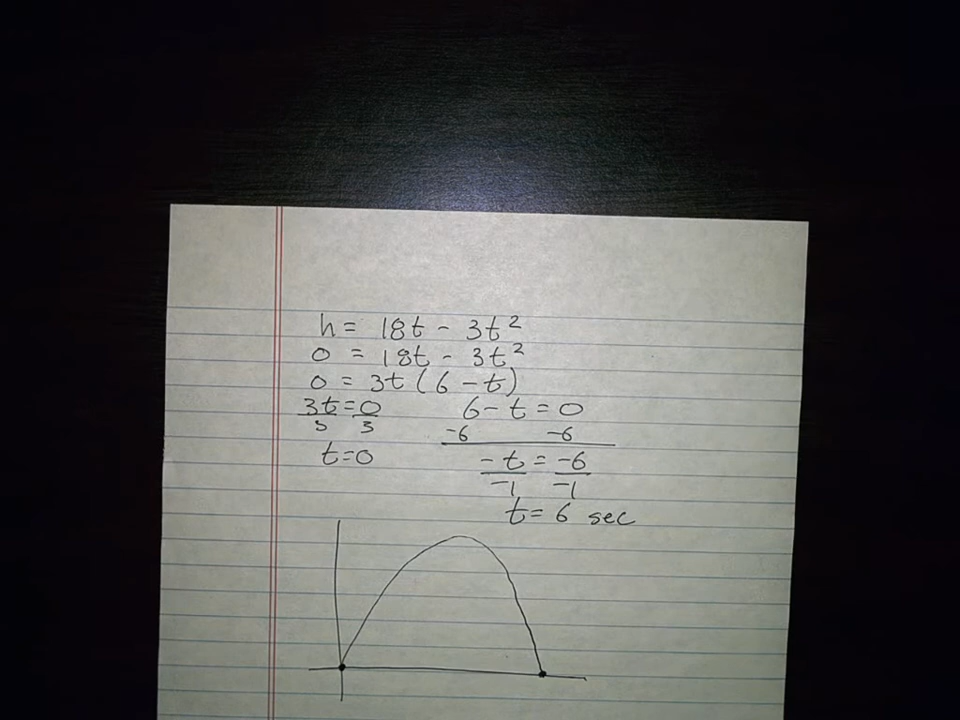 h = 18t - 3t²
0 = 18t - 3t²
0 = 3t (6 - t)
3t = 0 6 - t = 0
3 3 -6 -6
t = 0 -t = -6
-1 -1
t = 6 sec